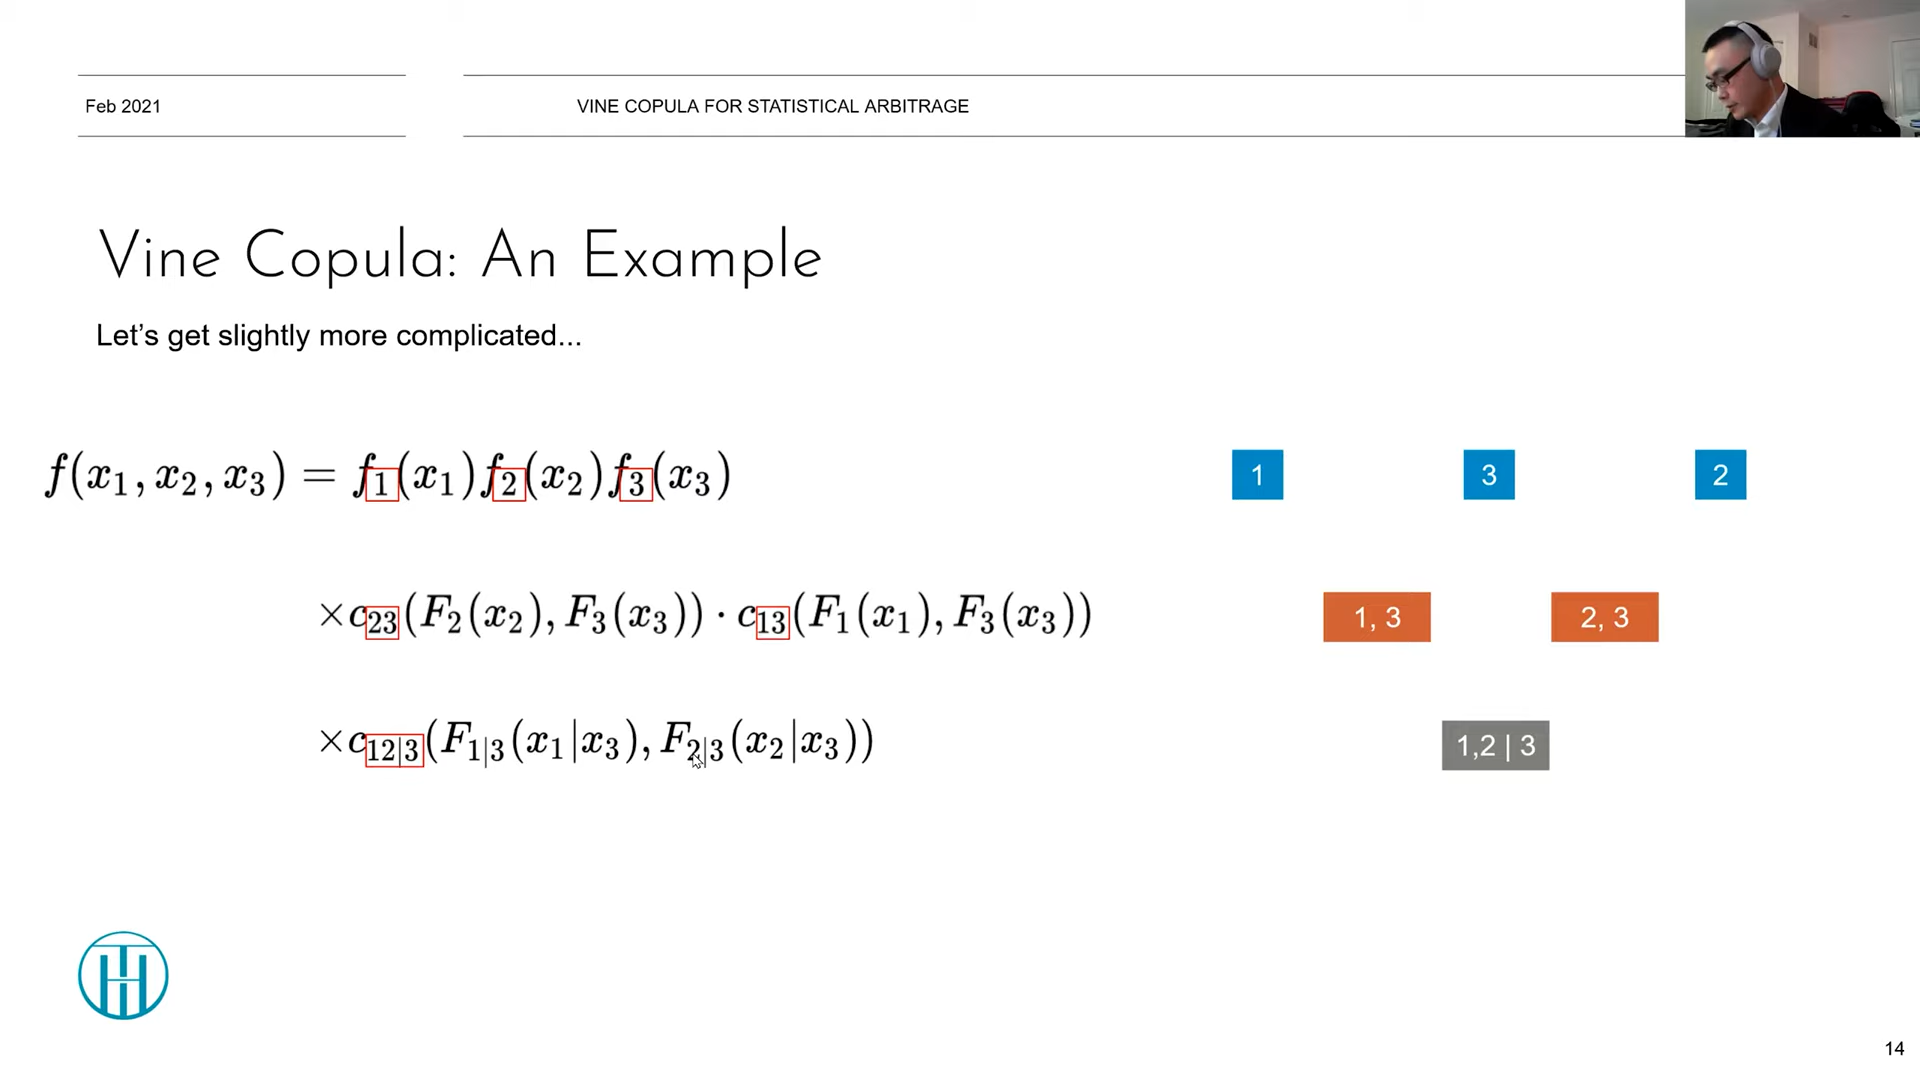 Feb 2021
VINE COPULA FOR STATISTICAL ARBITRAGE
Vine Copula: An Example
Let’s get slightly more complicated...
f(x₁, x₂, x₃) = f₁(x₁)f₂(x₂)f₃(x₃)
1 3 2
×c₂₃(F₂(x₂), F₃(x₃)) · c₁₃(F₁(x₁), F₃(x₃))
1, 3 2, 3
×c₁₂|₃(F₁|₃(x₁|x₃), F₂|₃(x₂|x₃))
1,2 | 3
14